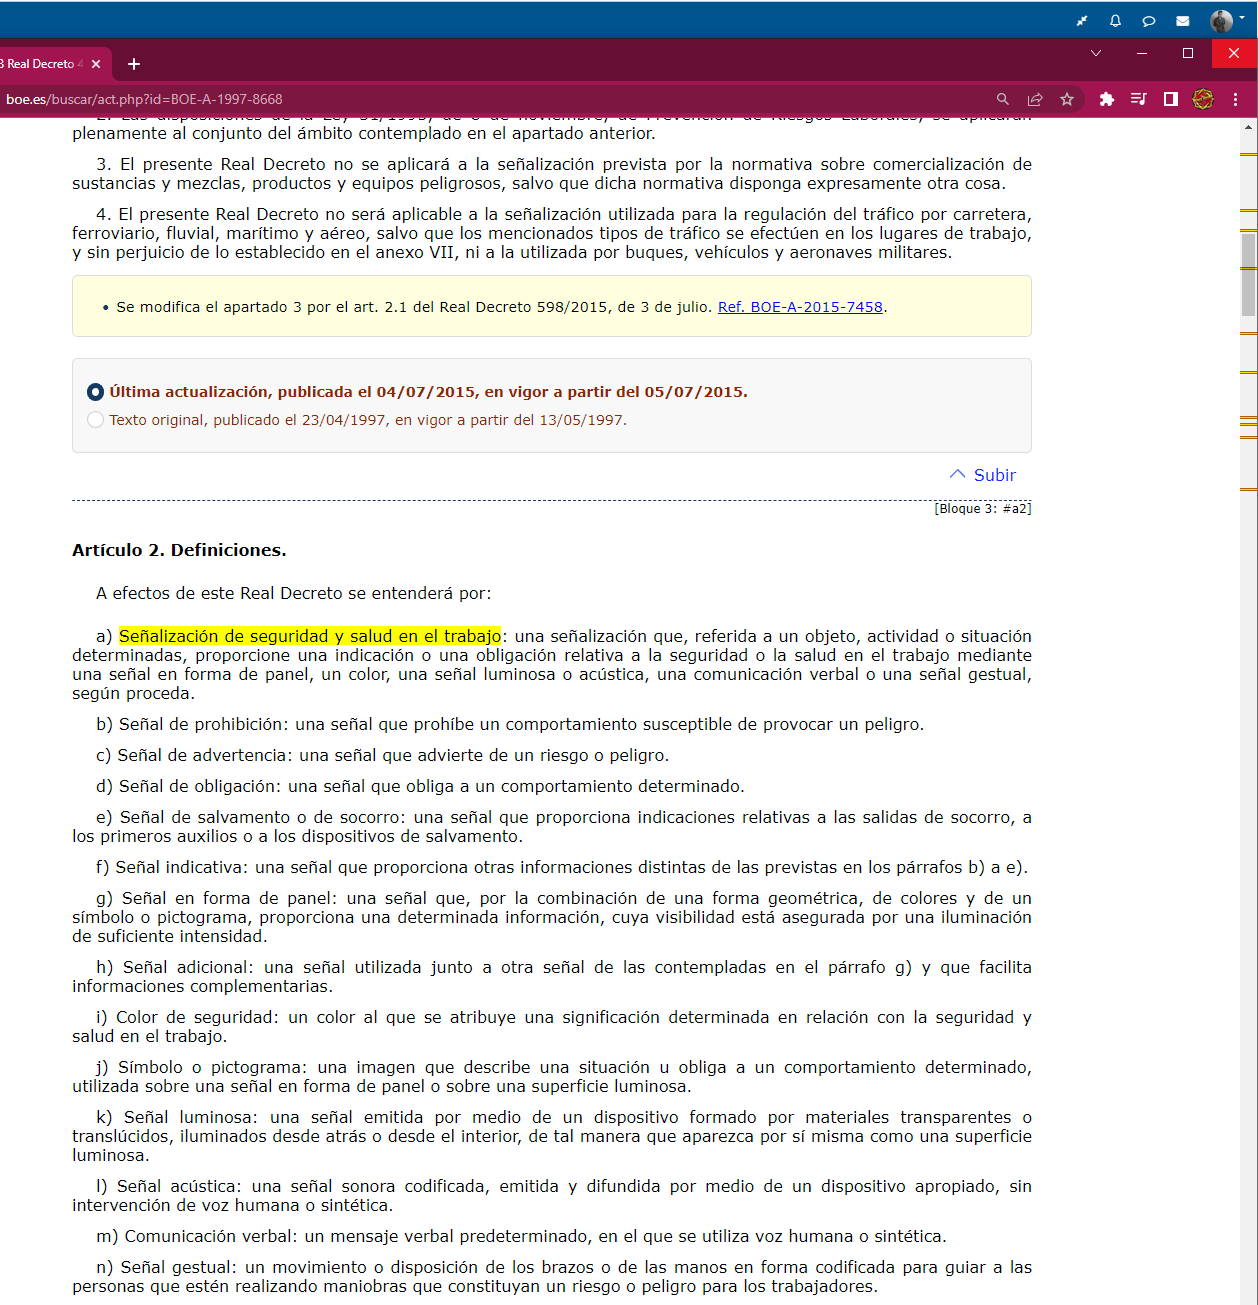 3 Real Decreto 4
boe.es/buscar/act.php?id=BOE-A-1997-8668
2. Las disposiciones de la Ley 31/1995, de 8 de noviembre, de Prevención de Riesgos Laborales, se aplicarán
plenamente al conjunto del ámbito contemplado en el apartado anterior.
3. El presente Real Decreto no se aplicará a la señalización prevista por la normativa sobre comercialización de
sustancias y mezclas, productos y equipos peligrosos, salvo que dicha normativa disponga expresamente otra cosa.
4. El presente Real Decreto no será aplicable a la señalización utilizada para la regulación del tráfico por carretera,
ferroviario, fluvial, marítimo y aéreo, salvo que los mencionados tipos de tráfico se efectúen en los lugares de trabajo,
y sin perjuicio de lo establecido en el anexo VII, ni a la utilizada por buques, vehículos y aeronaves militares.
• Se modifica el apartado 3 por el art. 2.1 del Real Decreto 598/2015, de 3 de julio. Ref. BOE-A-2015-7458.
Última actualización, publicada el 04/07/2015, en vigor a partir del 05/07/2015.
Texto original, publicado el 23/04/1997, en vigor a partir del 13/05/1997.
Subir
[Bloque 3: #a2]
Artículo 2. Definiciones.
A efectos de este Real Decreto se entenderá por:
a) Señalización de seguridad y salud en el trabajo: una señalización que, referida a un objeto, actividad o situación
determinadas, proporcione una indicación o una obligación relativa a la seguridad o la salud en el trabajo mediante
una señal en forma de panel, un color, una señal luminosa o acústica, una comunicación verbal o una señal gestual,
según proceda.
b) Señal de prohibición: una señal que prohíbe un comportamiento susceptible de provocar un peligro.
c) Señal de advertencia: una señal que advierte de un riesgo o peligro.
d) Señal de obligación: una señal que obliga a un comportamiento determinado.
e) Señal de salvamento o de socorro: una señal que proporciona indicaciones relativas a las salidas de socorro, a
los primeros auxilios o a los dispositivos de salvamento.
f) Señal indicativa: una señal que proporciona otras informaciones distintas de las previstas en los párrafos b) a e).
g) Señal en forma de panel: una señal que, por la combinación de una forma geométrica, de colores y de un
símbolo o pictograma, proporciona una determinada información, cuya visibilidad está asegurada por una iluminación
de suficiente intensidad.
h) Señal adicional: una señal utilizada junto a otra señal de las contempladas en el párrafo g) y que facilita
informaciones complementarias.
i) Color de seguridad: un color al que se atribuye una significación determinada en relación con la seguridad y
salud en el trabajo.
j) Símbolo o pictograma: una imagen que describe una situación u obliga a un comportamiento determinado,
utilizada sobre una señal en forma de panel o sobre una superficie luminosa.
k) Señal luminosa: una señal emitida por medio de un dispositivo formado por materiales transparentes o
translúcidos, iluminados desde atrás o desde el interior, de tal manera que aparezca por sí misma como una superficie
luminosa.
l) Señal acústica: una señal sonora codificada, emitida y difundida por medio de un dispositivo apropiado, sin
intervención de voz humana o sintética.
m) Comunicación verbal: un mensaje verbal predeterminado, en el que se utiliza voz humana o sintética.
n) Señal gestual: un movimiento o disposición de los brazos o de las manos en forma codificada para guiar a las
personas que estén realizando maniobras que constituyan un riesgo o peligro para los trabajadores.